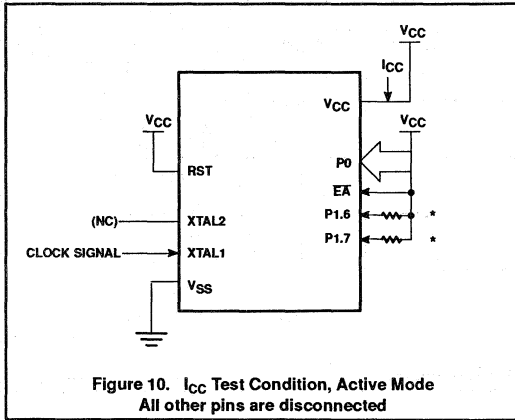 VCC
ICC
VCC
VCC
VCC
RST
P0
EA
(NC)
XTAL2
P1.6
*
CLOCK SIGNAL
XTAL1
P1.7
*
VSS
Figure 10. ICC Test Condition, Active Mode
All other pins are disconnected